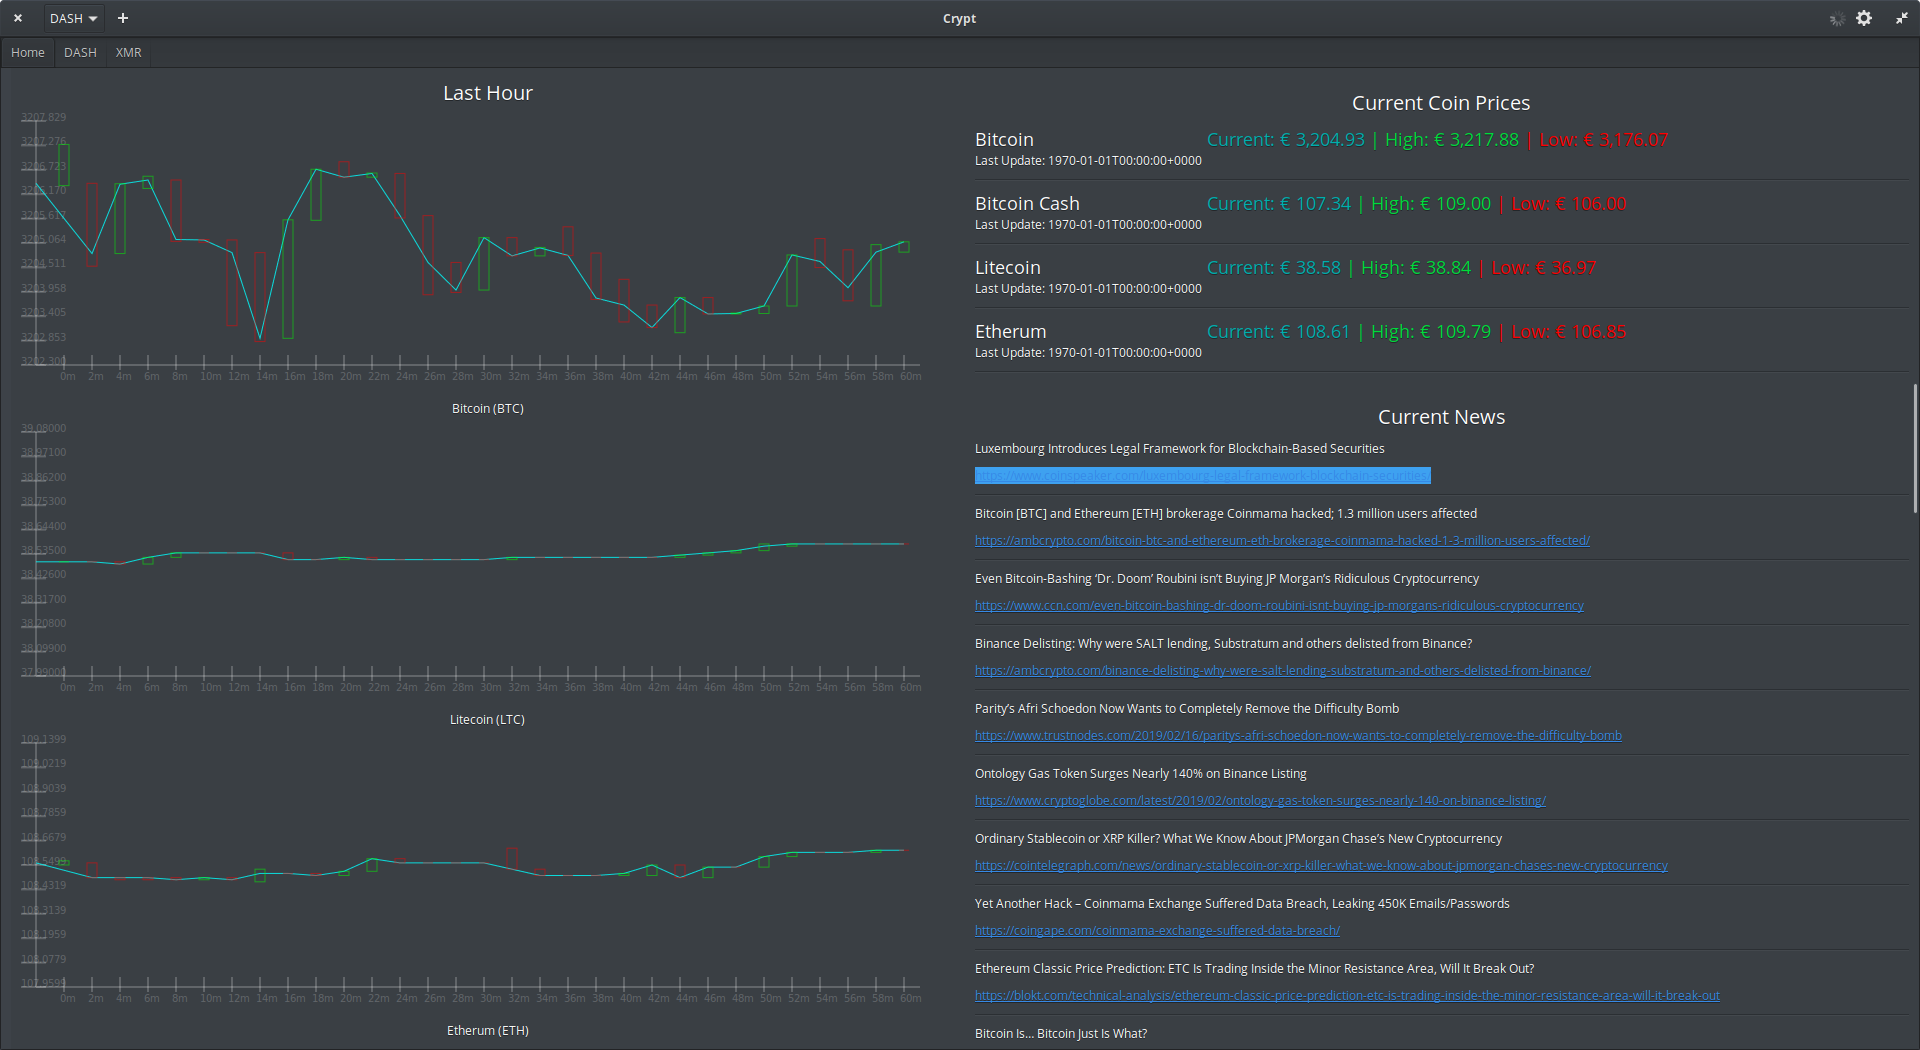 DASH
Crypt
Home DASH XMR
Last Hour
3207.829
3207.276
3206.723
3206.170
3205.617
3205.064
3204.511
3203.958
3203.405
3202.853
3202.300
0m 2m 4m 6m 8m 10m 12m 14m 16m 18m 20m 22m 24m 26m 28m 30m 32m 34m 36m 38m 40m 42m 44m 46m 48m 50m 52m 54m 56m 58m 60m
Bitcoin (BTC)
39.08000
38.97100
38.86200
38.75300
38.64400
38.53500
38.42600
38.31700
38.20800
38.09900
37.99000
0m 2m 4m 6m 8m 10m 12m 14m 16m 18m 20m 22m 24m 26m 28m 30m 32m 34m 36m 38m 40m 42m 44m 46m 48m 50m 52m 54m 56m 58m 60m
Litecoin (LTC)
109.1399
109.0219
108.9039
108.7859
108.6679
108.5499
108.4319
108.3139
108.1959
108.0779
107.9599
0m 2m 4m 6m 8m 10m 12m 14m 16m 18m 20m 22m 24m 26m 28m 30m 32m 34m 36m 38m 40m 42m 44m 46m 48m 50m 52m 54m 56m 58m 60m
Etherum (ETH)
Current Coin Prices
Bitcoin Current: € 3,204.93 | High: € 3,217.88 | Low: € 3,176.07
Last Update: 1970-01-01T00:00:00+0000
Bitcoin Cash Current: € 107.34 | High: € 109.00 | Low: € 106.00
Last Update: 1970-01-01T00:00:00+0000
Litecoin Current: € 38.58 | High: € 38.84 | Low: € 36.97
Last Update: 1970-01-01T00:00:00+0000
Etherum Current: € 108.61 | High: € 109.79 | Low: € 106.85
Last Update: 1970-01-01T00:00:00+0000
Current News
Luxembourg Introduces Legal Framework for Blockchain-Based Securities
https://www.coinspeaker.com/luxembourg-legal-framework-blockchain-securities/
Bitcoin [BTC] and Ethereum [ETH] brokerage Coinmama hacked; 1.3 million users affected
https://ambcrypto.com/bitcoin-btc-and-ethereum-eth-brokerage-coinmama-hacked-1-3-million-users-affected/
Even Bitcoin-Bashing ‘Dr. Doom’ Roubini isn’t Buying JP Morgan’s Ridiculous Cryptocurrency
https://www.ccn.com/even-bitcoin-bashing-dr-doom-roubini-isnt-buying-jp-morgans-ridiculous-cryptocurrency
Binance Delisting: Why were SALT lending, Substratum and others delisted from Binance?
https://ambcrypto.com/binance-delisting-why-were-salt-lending-substratum-and-others-delisted-from-binance/
Parity’s Afri Schoedon Now Wants to Completely Remove the Difficulty Bomb
https://www.trustnodes.com/2019/02/16/paritys-afri-schoedon-now-wants-to-completely-remove-the-difficulty-bomb
Ontology Gas Token Surges Nearly 140% on Binance Listing
https://www.cryptoglobe.com/latest/2019/02/ontology-gas-token-surges-nearly-140-on-binance-listing/
Ordinary Stablecoin or XRP Killer? What We Know About JPMorgan Chase’s New Cryptocurrency
https://cointelegraph.com/news/ordinary-stablecoin-or-xrp-killer-what-we-know-about-jpmorgan-chases-new-cryptocurrency
Yet Another Hack – Coinmama Exchange Suffered Data Breach, Leaking 450K Emails/Passwords
https://coingape.com/coinmama-exchange-suffered-data-breach/
Ethereum Classic Price Prediction: ETC Is Trading Inside the Minor Resistance Area, Will It Break Out?
https://blokt.com/technical-analysis/ethereum-classic-price-prediction-etc-is-trading-inside-the-minor-resistance-area-will-it-break-out
Bitcoin Is… Bitcoin Just Is What?